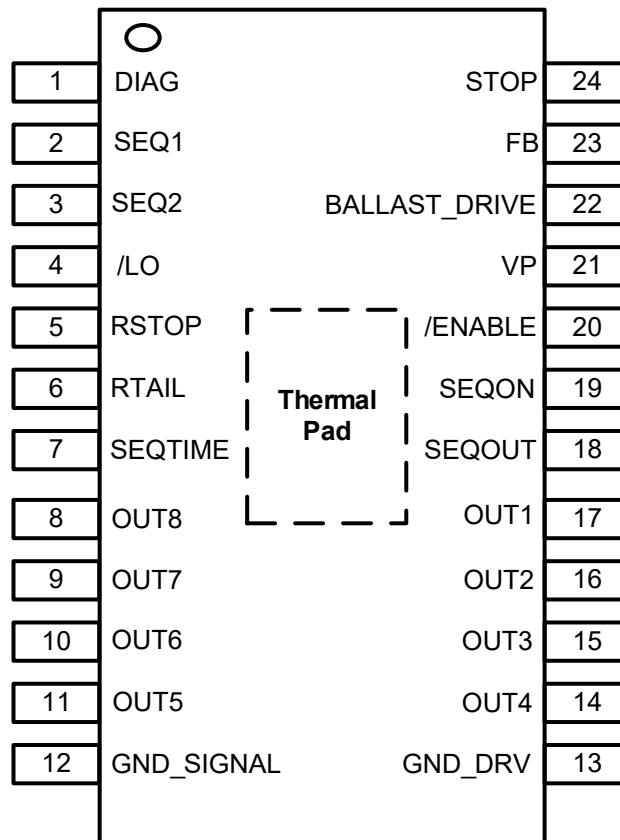 1 DIAG STOP 24
2 SEQ1 FB 23
3 SEQ2 BALLAST_DRIVE 22
4 /LO VP 21
5 RSTOP /ENABLE 20
6 RTAIL SEQON 19
Thermal
Pad
7 SEQTIME SEQOUT 18
8 OUT8 OUT1 17
9 OUT7 OUT2 16
10 OUT6 OUT3 15
11 OUT5 OUT4 14
12 GND_SIGNAL GND_DRV 13